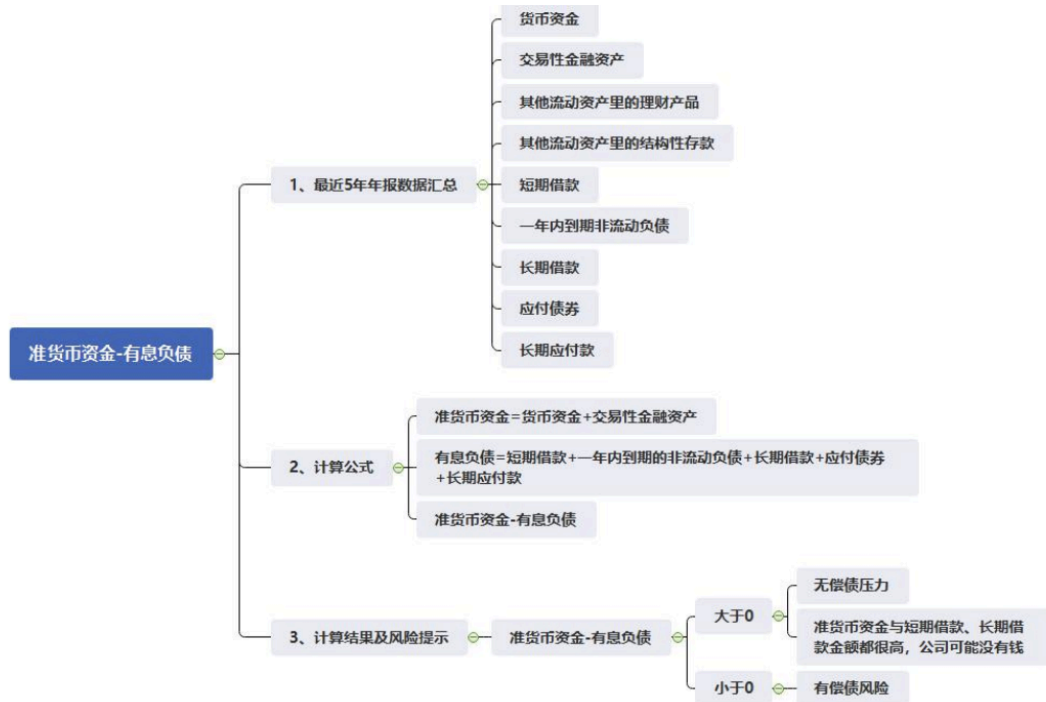 准货币资金-有息负债
1、最近5年年报数据汇总
货币资金
交易性金融资产
其他流动资产里的理财产品
其他流动资产里的结构性存款
短期借款
一年内到期非流动负债
长期借款
应付债券
长期应付款
2、计算公式
准货币资金=货币资金+交易性金融资产
有息负债=短期借款+一年内到期的非流动负债+长期借款+应付债券
+长期应付款
准货币资金-有息负债
3、计算结果及风险提示
准货币资金-有息负债
大于0
无偿债压力
准货币资金与短期借款、长期借
款金额都很高，公司可能没有钱
小于0
有偿债风险